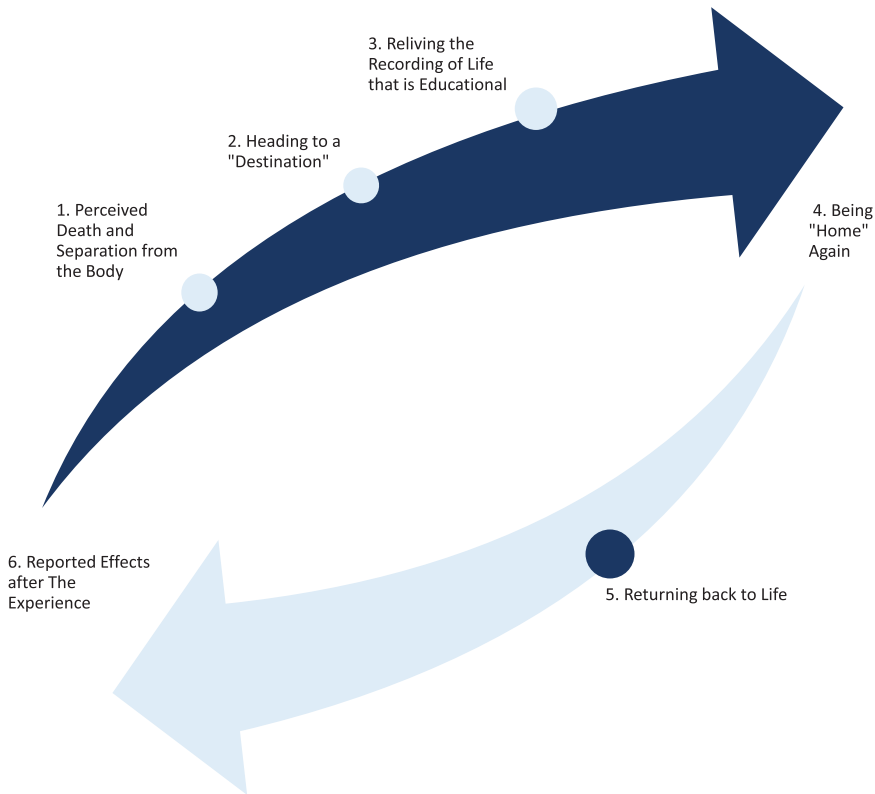 1. Perceived
Death and
Separation from
the Body
2. Heading to a
"Destination"
3. Reliving the
Recording of Life
that is Educational
4. Being
"Home"
Again
5. Returning back to Life
6. Reported Effects
after The
Experience